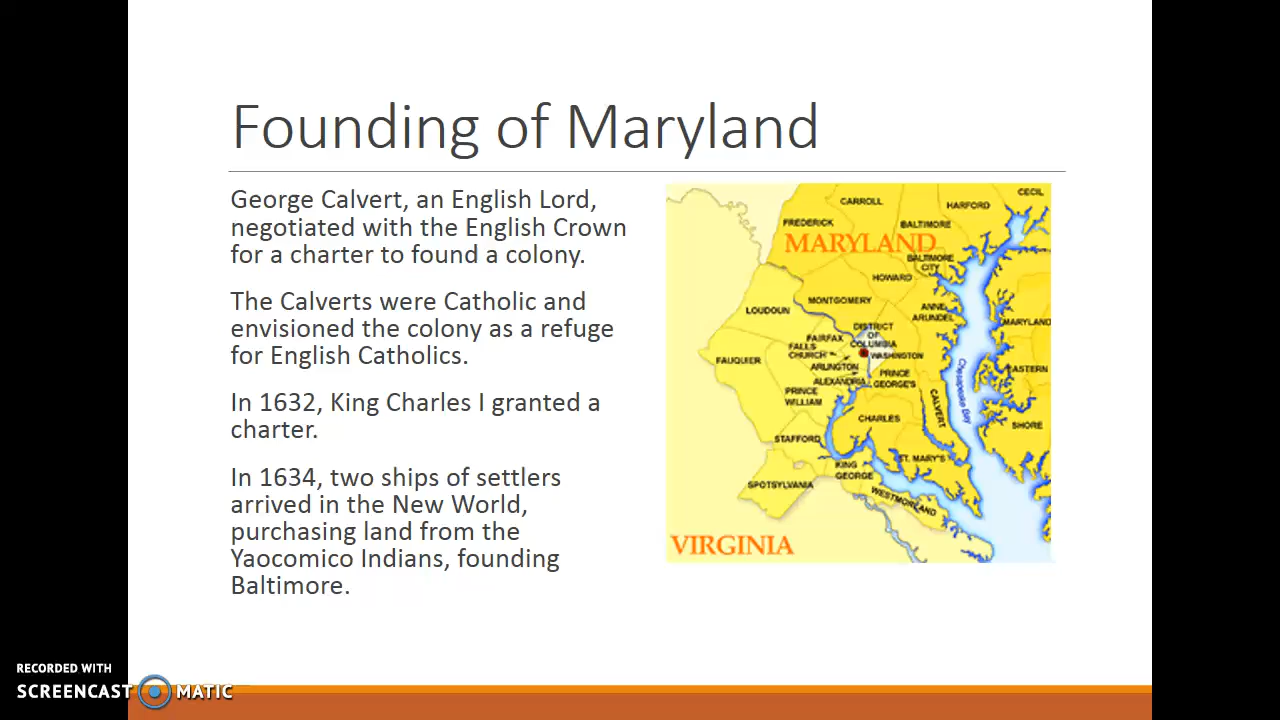 Founding of Maryland
George Calvert, an English Lord,
negotiated with the English Crown
for a charter to found a colony.
The Calverts were Catholic and
envisioned the colony as a refuge
for English Catholics.
In 1632, King Charles I granted a
charter.
In 1634, two ships of settlers
arrived in the New World,
purchasing land from the
Yaocomico Indians, founding
Baltimore.
CECIL
CARROLL
HARFORD
FREDERICK
BALTIMORE
MARYLAND
BALTIMORE
CITY
HOWARD
MONTGOMERY
LOUDOUN
ANNE
ARUNDEL
MARYLAND
DISTRICT
OF
COLUMBIA
FAIRFAX
FALLS
CHURCH
WASHINGTON
FAUQUIER
ARLINGTON
EASTERN
ALEXANDRIA
PRINCE
GEORGE'S
PRINCE
WILLIAM
Chesapeake Bay
CALVERT
CHARLES
SHORE
STAFFORD
ST. MARY'S
KING
GEORGE
SPOTSYLVANIA
WESTMORLAND
VIRGINIA
RECORDED WITH
SCREENCAST MATIC